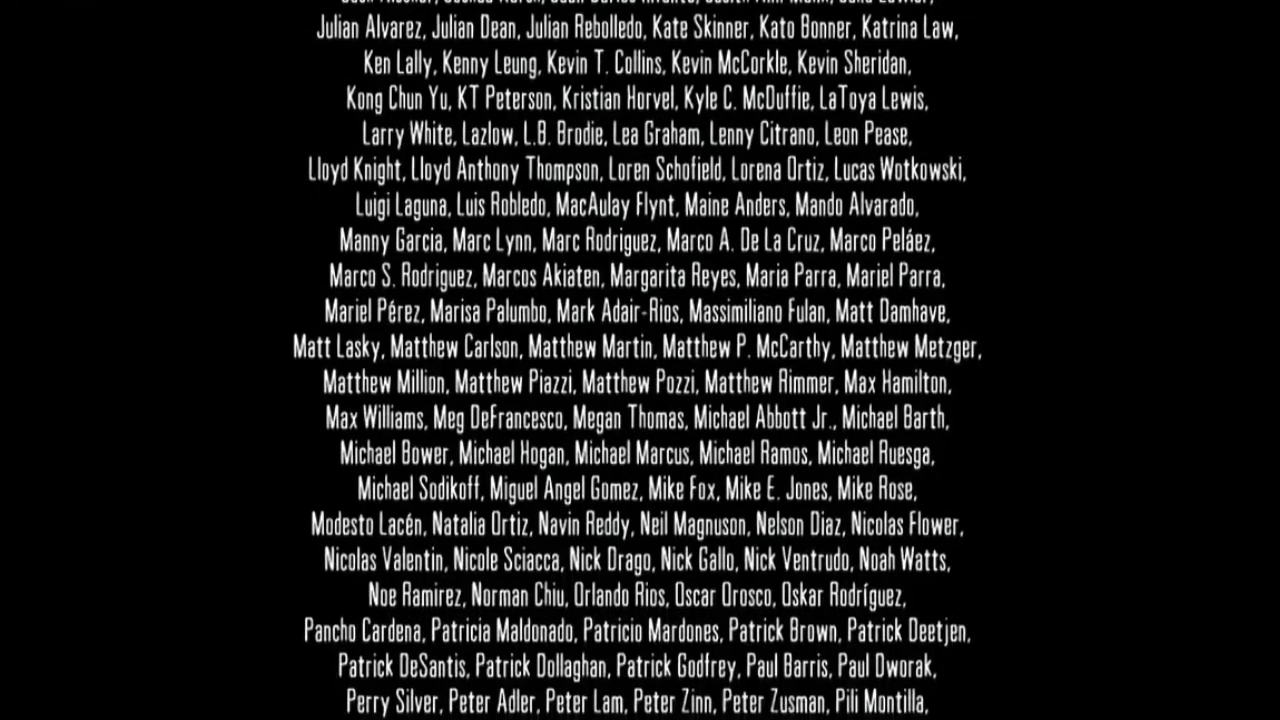 Julian Alvarez, Julian Dean, Julian Rebolledo, Kate Skinner, Kato Bonner, Katrina Law,
Ken Lally, Kenny Leung, Kevin T. Collins, Kevin McCorkle, Kevin Sheridan,
Kong Chun Yu, KT Peterson, Kristian Horvel, Kyle C. McDuffie, LaToya Lewis,
Larry White, Lazlow, L.B. Brodie, Lea Graham, Lenny Citrano, Leon Pease,
Lloyd Knight, Lloyd Anthony Thompson, Loren Schofield, Lorena Ortiz, Lucas Wotkowski,
Luigi Laguna, Luis Robledo, MacAulay Flynt, Maine Anders, Mando Alvarado,
Manny Garcia, Marc Lynn, Marc Rodriguez, Marco A. De La Cruz, Marco Peláez,
Marco S. Rodriguez, Marcos Akiaten, Margarita Reyes, Maria Parra, Mariel Parra,
Mariel Pérez, Marisa Palumbo, Mark Adair-Rios, Massimiliano Fulan, Matt Damhave,
Matt Lasky, Matthew Carlson, Matthew Martin, Matthew P. McCarthy, Matthew Metzger,
Matthew Million, Matthew Piazzi, Matthew Pozzi, Matthew Rimmer, Max Hamilton,
Max Williams, Meg DeFrancesco, Megan Thomas, Michael Abbott Jr., Michael Barth,
Michael Bower, Michael Hogan, Michael Marcus, Michael Ramos, Michael Ruesga,
Michael Sodikoff, Miguel Angel Gomez, Mike Fox, Mike E. Jones, Mike Rose,
Modesto Lacén, Natalia Ortiz, Navin Reddy, Neil Magnuson, Nelson Diaz, Nicolas Flower,
Nicolas Valentin, Nicole Sciacca, Nick Drago, Nick Gallo, Nick Ventrudo, Noah Watts,
Noe Ramirez, Norman Chiu, Orlando Rios, Oscar Orosco, Oskar Rodríguez,
Pancho Cardena, Patricia Maldonado, Patricio Mardones, Patrick Brown, Patrick Deetjen,
Patrick DeSantis, Patrick Dollaghan, Patrick Godfrey, Paul Barris, Paul Dworak,
Perry Silver, Peter Adler, Peter Lam, Peter Zinn, Peter Zusman, Pili Montilla,